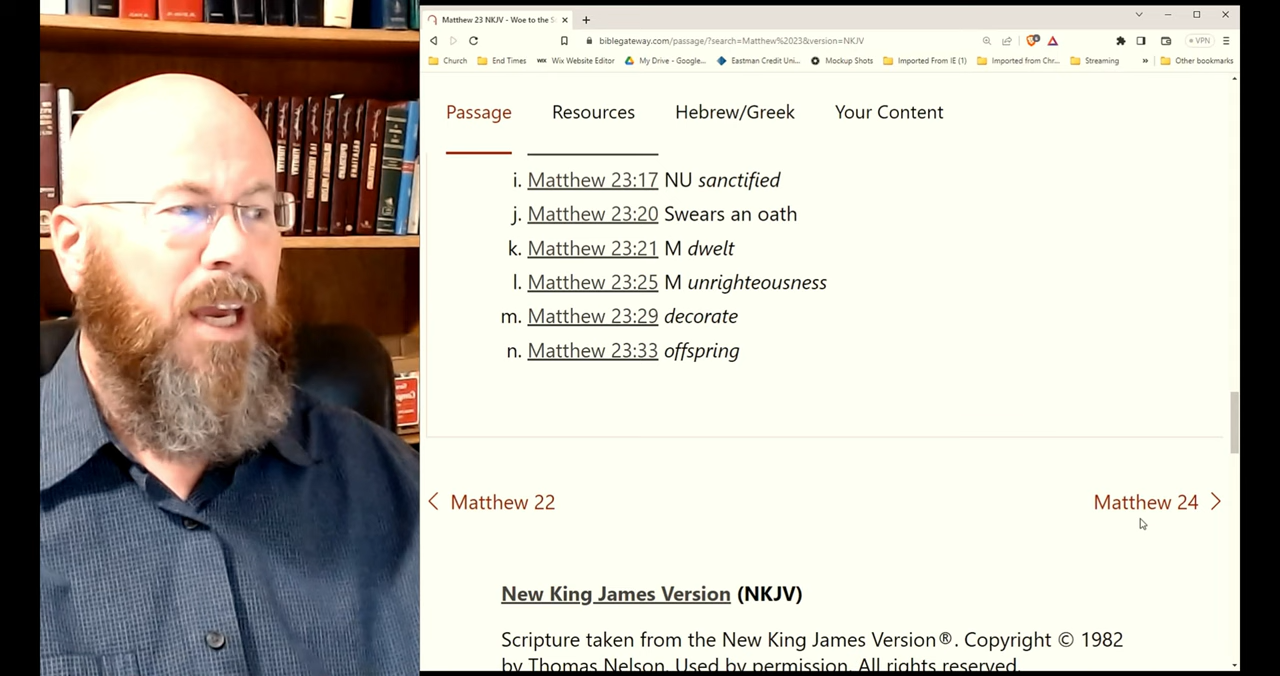 Matthew 23 NKJV - Woe to the S
biblegateway.com/passage/?search=Matthew%2023&version=NKJV
VPN
Church End Times Wix Website Editor My Drive - Google... Eastman Credit Uni... Mockup Shots Imported From IE (1) Imported from Chr... Streaming » Other bookmarks
Passage Resources Hebrew/Greek Your Content
i. Matthew 23:17 NU sanctified
j. Matthew 23:20 Swears an oath
k. Matthew 23:21 M dwelt
l. Matthew 23:25 M unrighteousness
m. Matthew 23:29 decorate
n. Matthew 23:33 offspring
< Matthew 22
Matthew 24 >
New King James Version (NKJV)
Scripture taken from the New King James Version®. Copyright © 1982
by Thomas Nelson. Used by permission. All rights reserved.